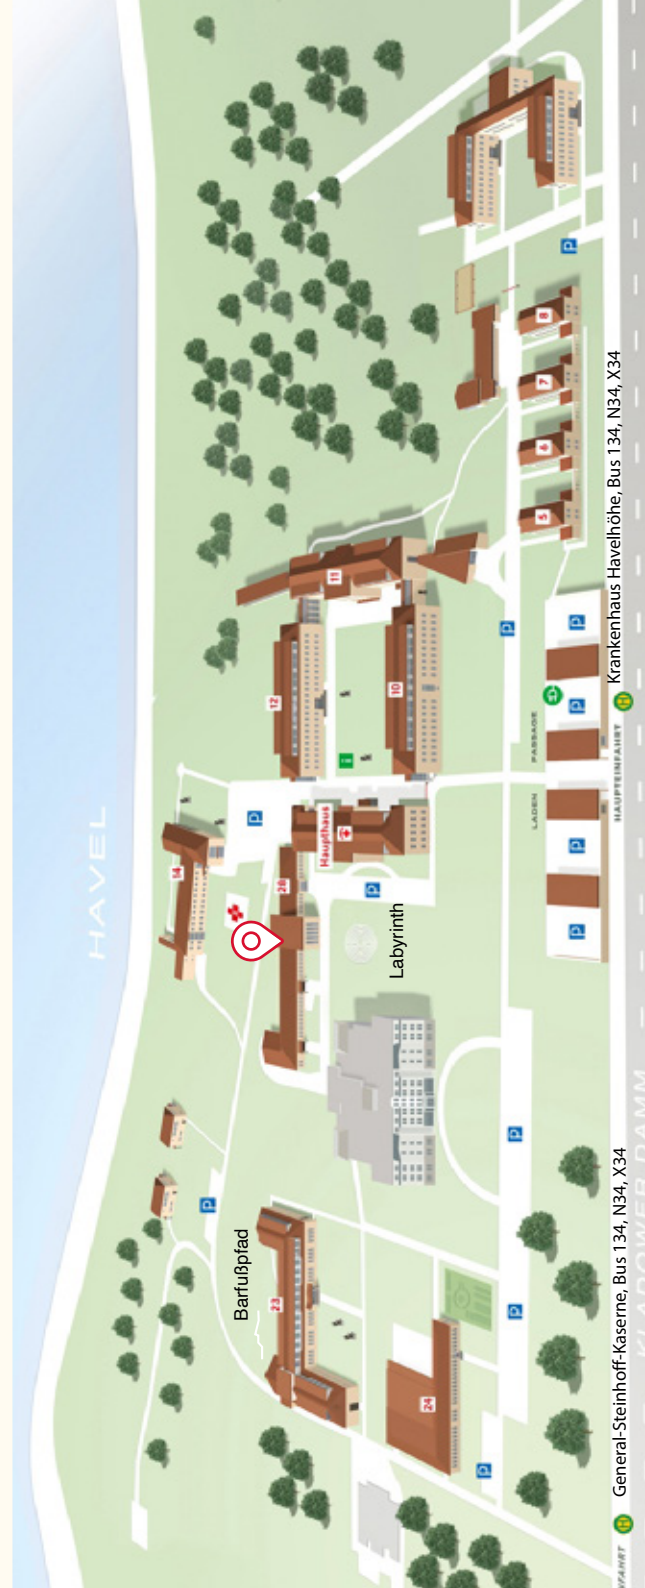 HAVEL
14
P
P
Barfußpfad
23
28
Haupthaus
12
11
P
Labyrinth
10
24
P
P
P
P
P
LADEN
PASSAGE
5
6
7
8
P
P
P
P
H
General-Steinhoff-Kaserne, Bus 134, N34, X34
HAUPTEINFAHRT
H
Krankenhaus Havelhöhe, Bus 134, N34, X34
KLADOWER DAMM